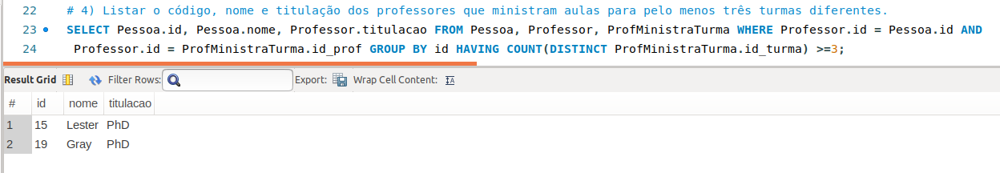 22 # 4) Listar o código, nome e titulação dos professores que ministram aulas para pelo menos três turmas diferentes.
23 SELECT Pessoa.id, Pessoa.nome, Professor.titulacao FROM Pessoa, Professor, ProfMinistraTurma WHERE Professor.id = Pessoa.id AND
24 Professor.id = ProfMinistraTurma.id_prof GROUP BY id HAVING COUNT(DISTINCT ProfMinistraTurma.id_turma) >=3;
Result Grid Filter Rows: Export: Wrap Cell Content:
# id nome titulacao
1 15 Lester PhD
2 19 Gray PhD